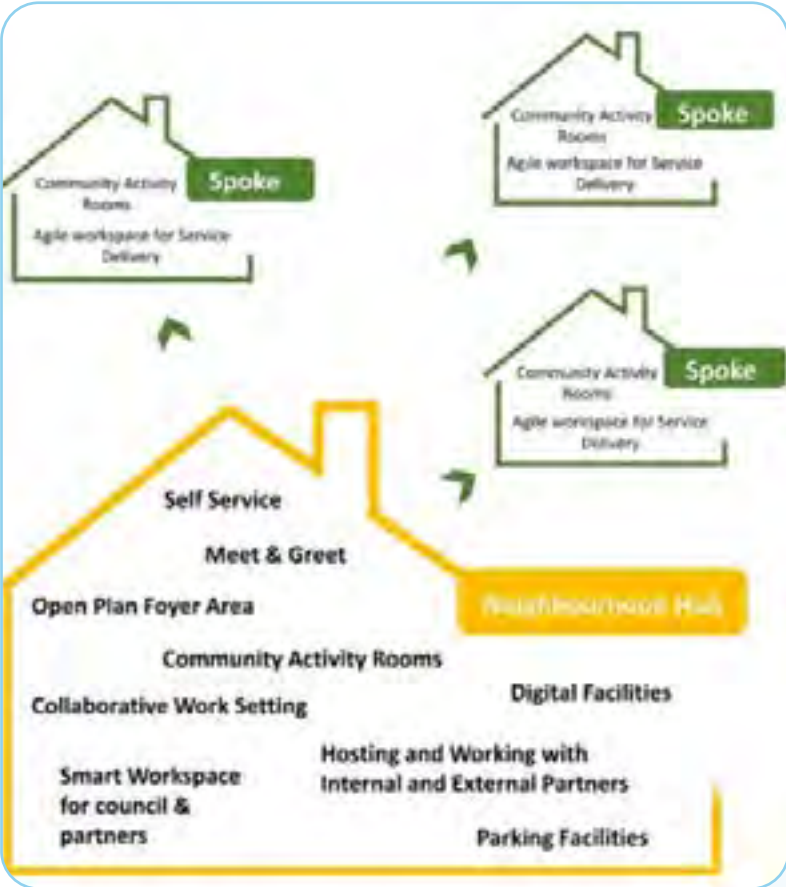 Community Activity
Rooms
Spoke
Agile workspace for Service
Delivery
Community Activity
Rooms
Spoke
Agile workspace for Service
Delivery
Community Activity
Rooms
Spoke
Agile workspace for Service
Delivery
Self Service
Meet & Greet
Open Plan Foyer Area
Neighbourhood Hub
Community Activity Rooms
Digital Facilities
Collaborative Work Setting
Hosting and Working with
Internal and External Partners
Smart Workspace
for council &
partners
Parking Facilities